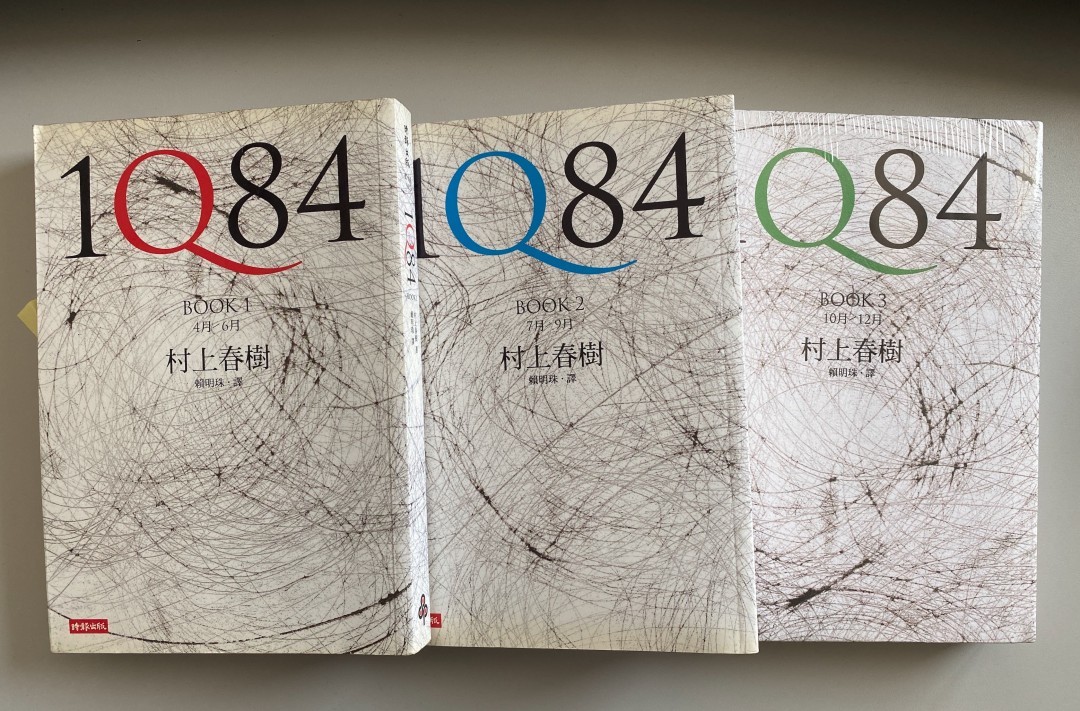 1Q84
BOOK 1
4月／6月
村上春樹
賴明珠・譯
時報出版
1Q84
1Q84
BOOK 2
7月／9月
村上春樹
賴明珠・譯
Q84
BOOK 3
10月／12月
村上春樹
賴明珠・譯